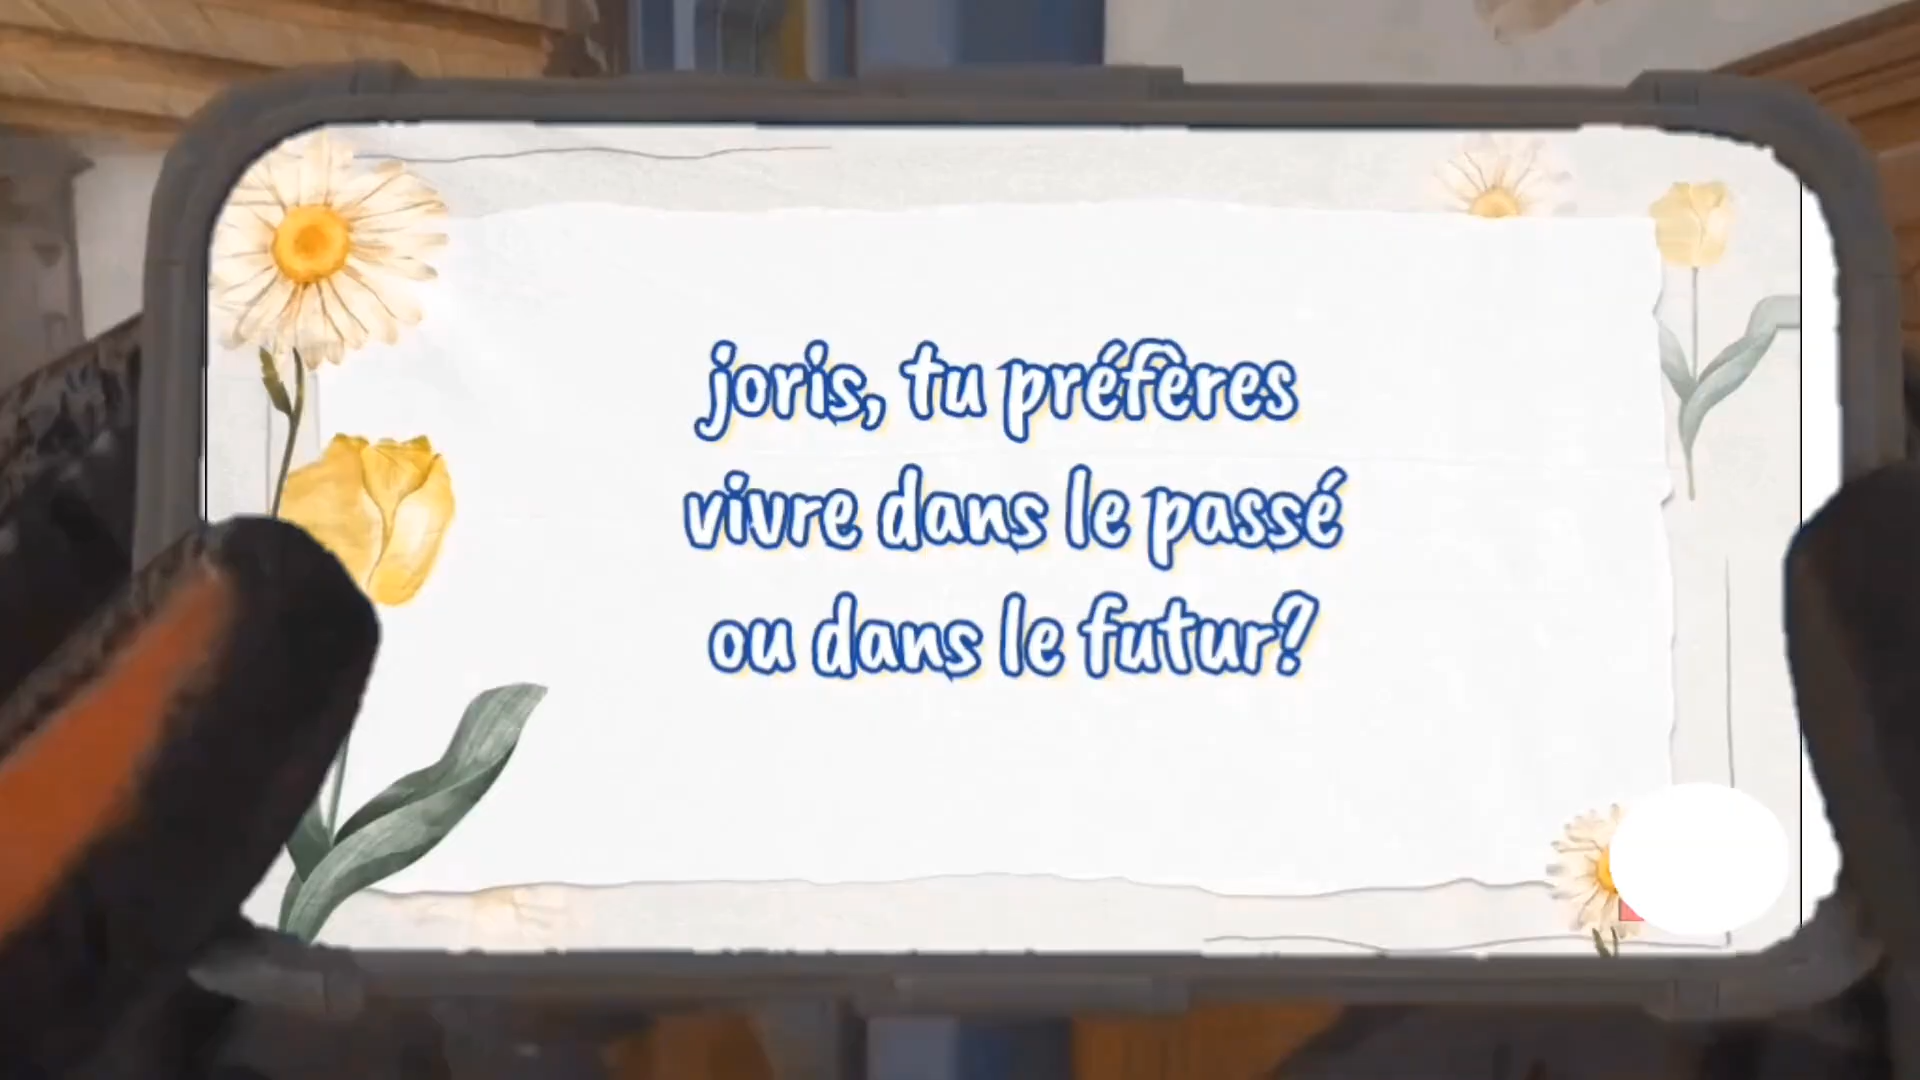 joris, tu préfères
vivre dans le passé
ou dans le futur?